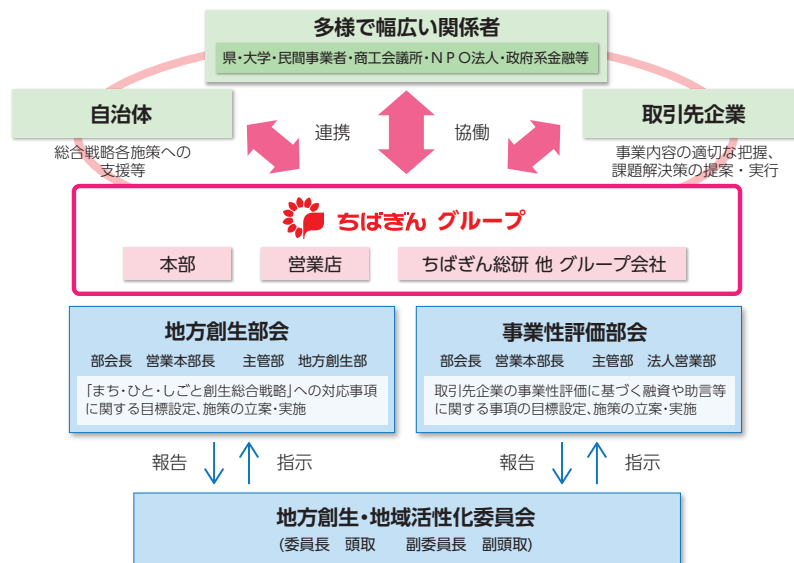 多様で幅広い関係者
県・大学・民間事業者・商工会議所・ＮＰＯ法人・政府系金融等
自治体
取引先企業
連携
協働
総合戦略各施策への
支援等
事業内容の適切な把握、
課題解決策の提案・実行
ちばぎん グループ
本部
営業店
ちばぎん総研 他 グループ会社
地方創生部会
部会長 営業本部長 主管部 地方創生部
「まち・ひと・しごと創生総合戦略」への対応事項
に関する目標設定、施策の立案・実施
事業性評価部会
部会長 営業本部長 主管部 法人営業部
取引先企業の事業性評価に基づく融資や助言等
に関する事項の目標設定、施策の立案・実施
報告
指示
報告
指示
地方創生・地域活性化委員会
(委員長 頭取 副委員長 副頭取)